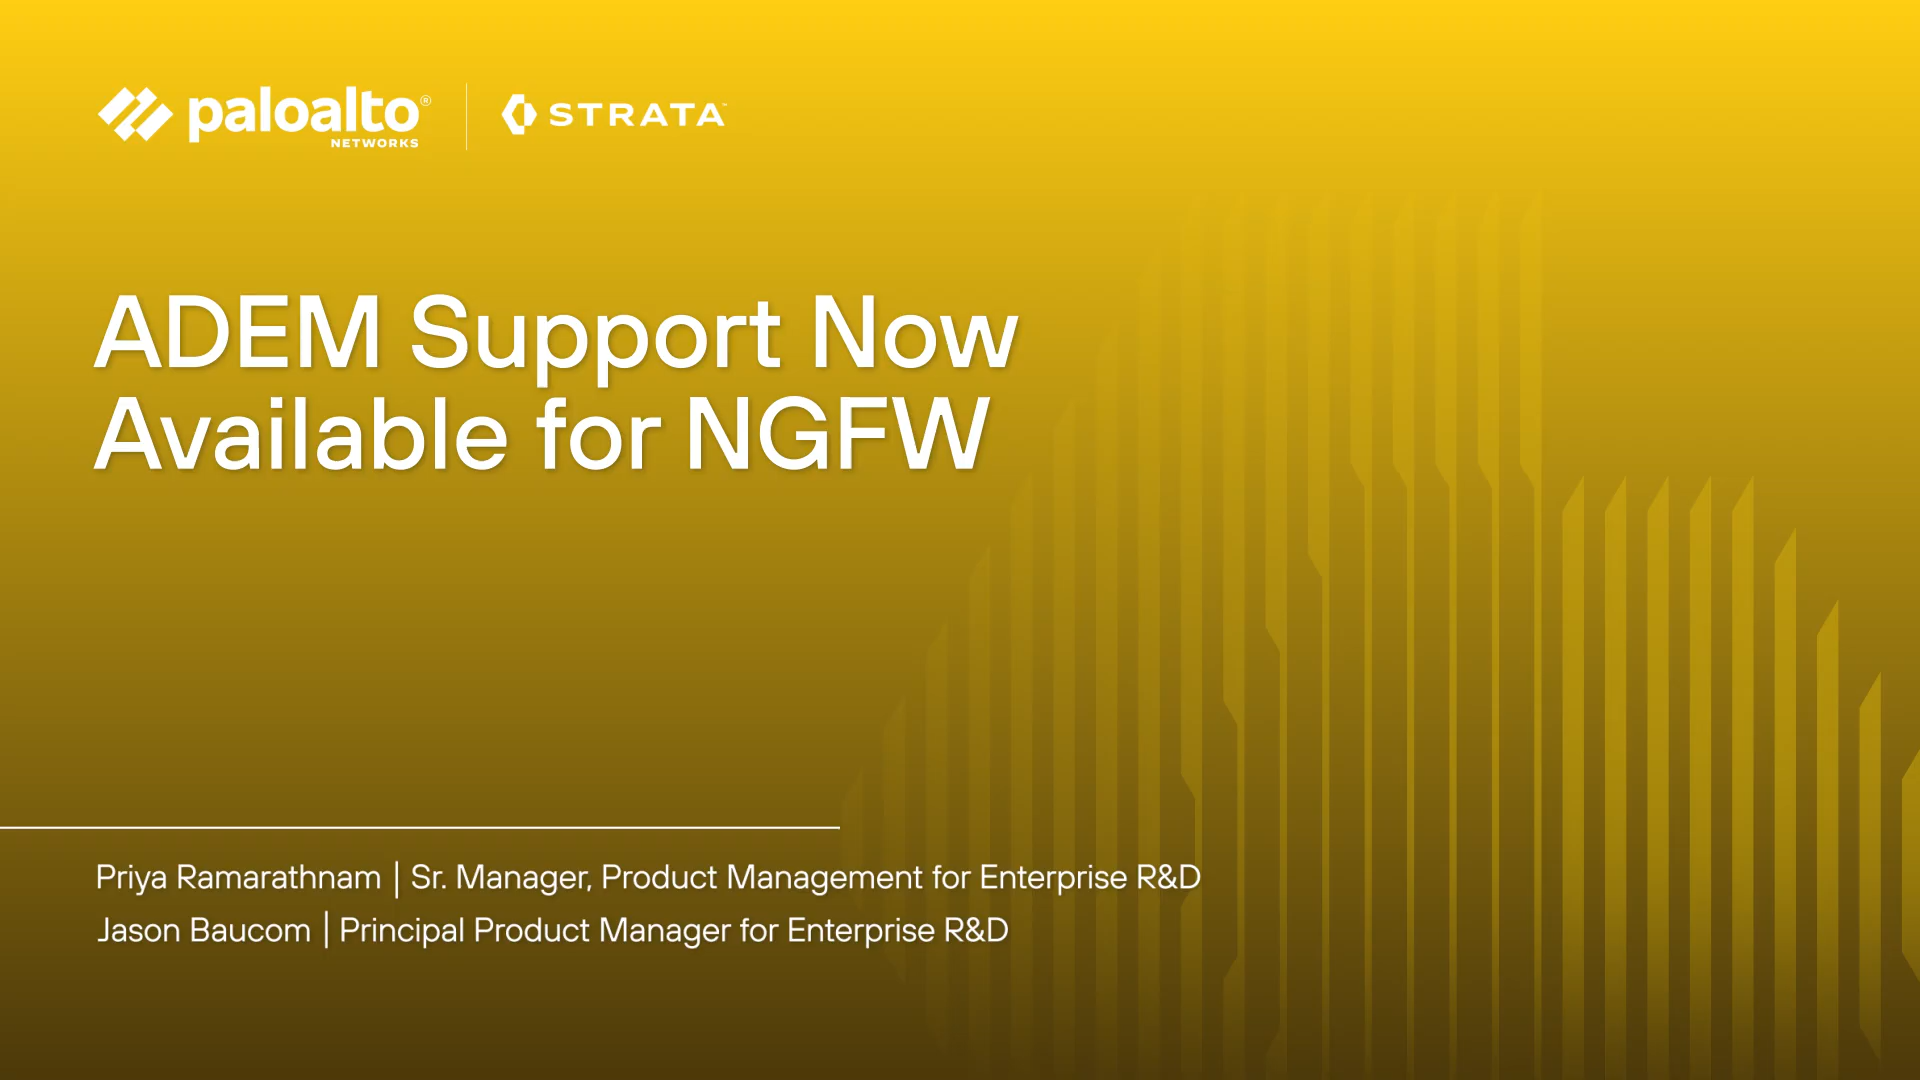 paloalto®
NETWORKS
STRATA™
ADEM Support Now
Available for NGFW
Priya Ramarathnam | Sr. Manager, Product Management for Enterprise R&D
Jason Baucom | Principal Product Manager for Enterprise R&D